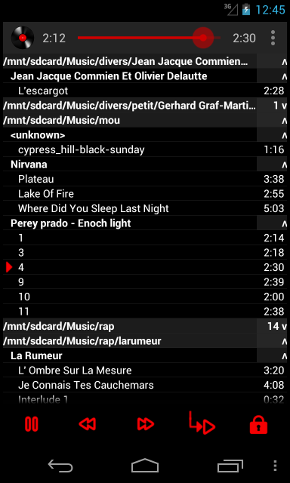 36 12:45
2:12 2:30
/mnt/sdcard/Music/divers/Jean Jacque Commien...
Jean Jacque Commien Et Olivier Delautte
L'escargot 2:28
/mnt/sdcard/Music/divers/petit/Gerhard Graf-Marti... 1 v
/mnt/sdcard/Music/mou
<unknown>
cypress_hill-black-sunday 1:16
Nirvana
Plateau 3:38
Lake Of Fire 2:55
Where Did You Sleep Last Night 5:03
Perey prado - Enoch light
1 2:14
3 2:18
4 2:30
9 2:39
10 2:00
11 2:38
/mnt/sdcard/Music/rap 14 v
/mnt/sdcard/Music/rap/larumeur
La Rumeur
L' Ombre Sur La Mesure 3:20
Je Connais Tes Cauchemars 4:08
Interlude 1 0:32